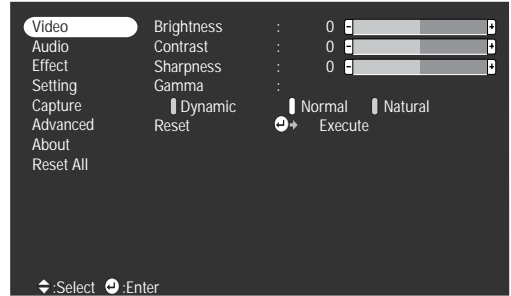 Video Brightness : 0 - +
Audio Contrast : 0 - +
Effect Sharpness : 0 - +
Setting Gamma :
Capture Dynamic Normal Natural
Advanced Reset Execute
About
Reset All
:Select :Enter